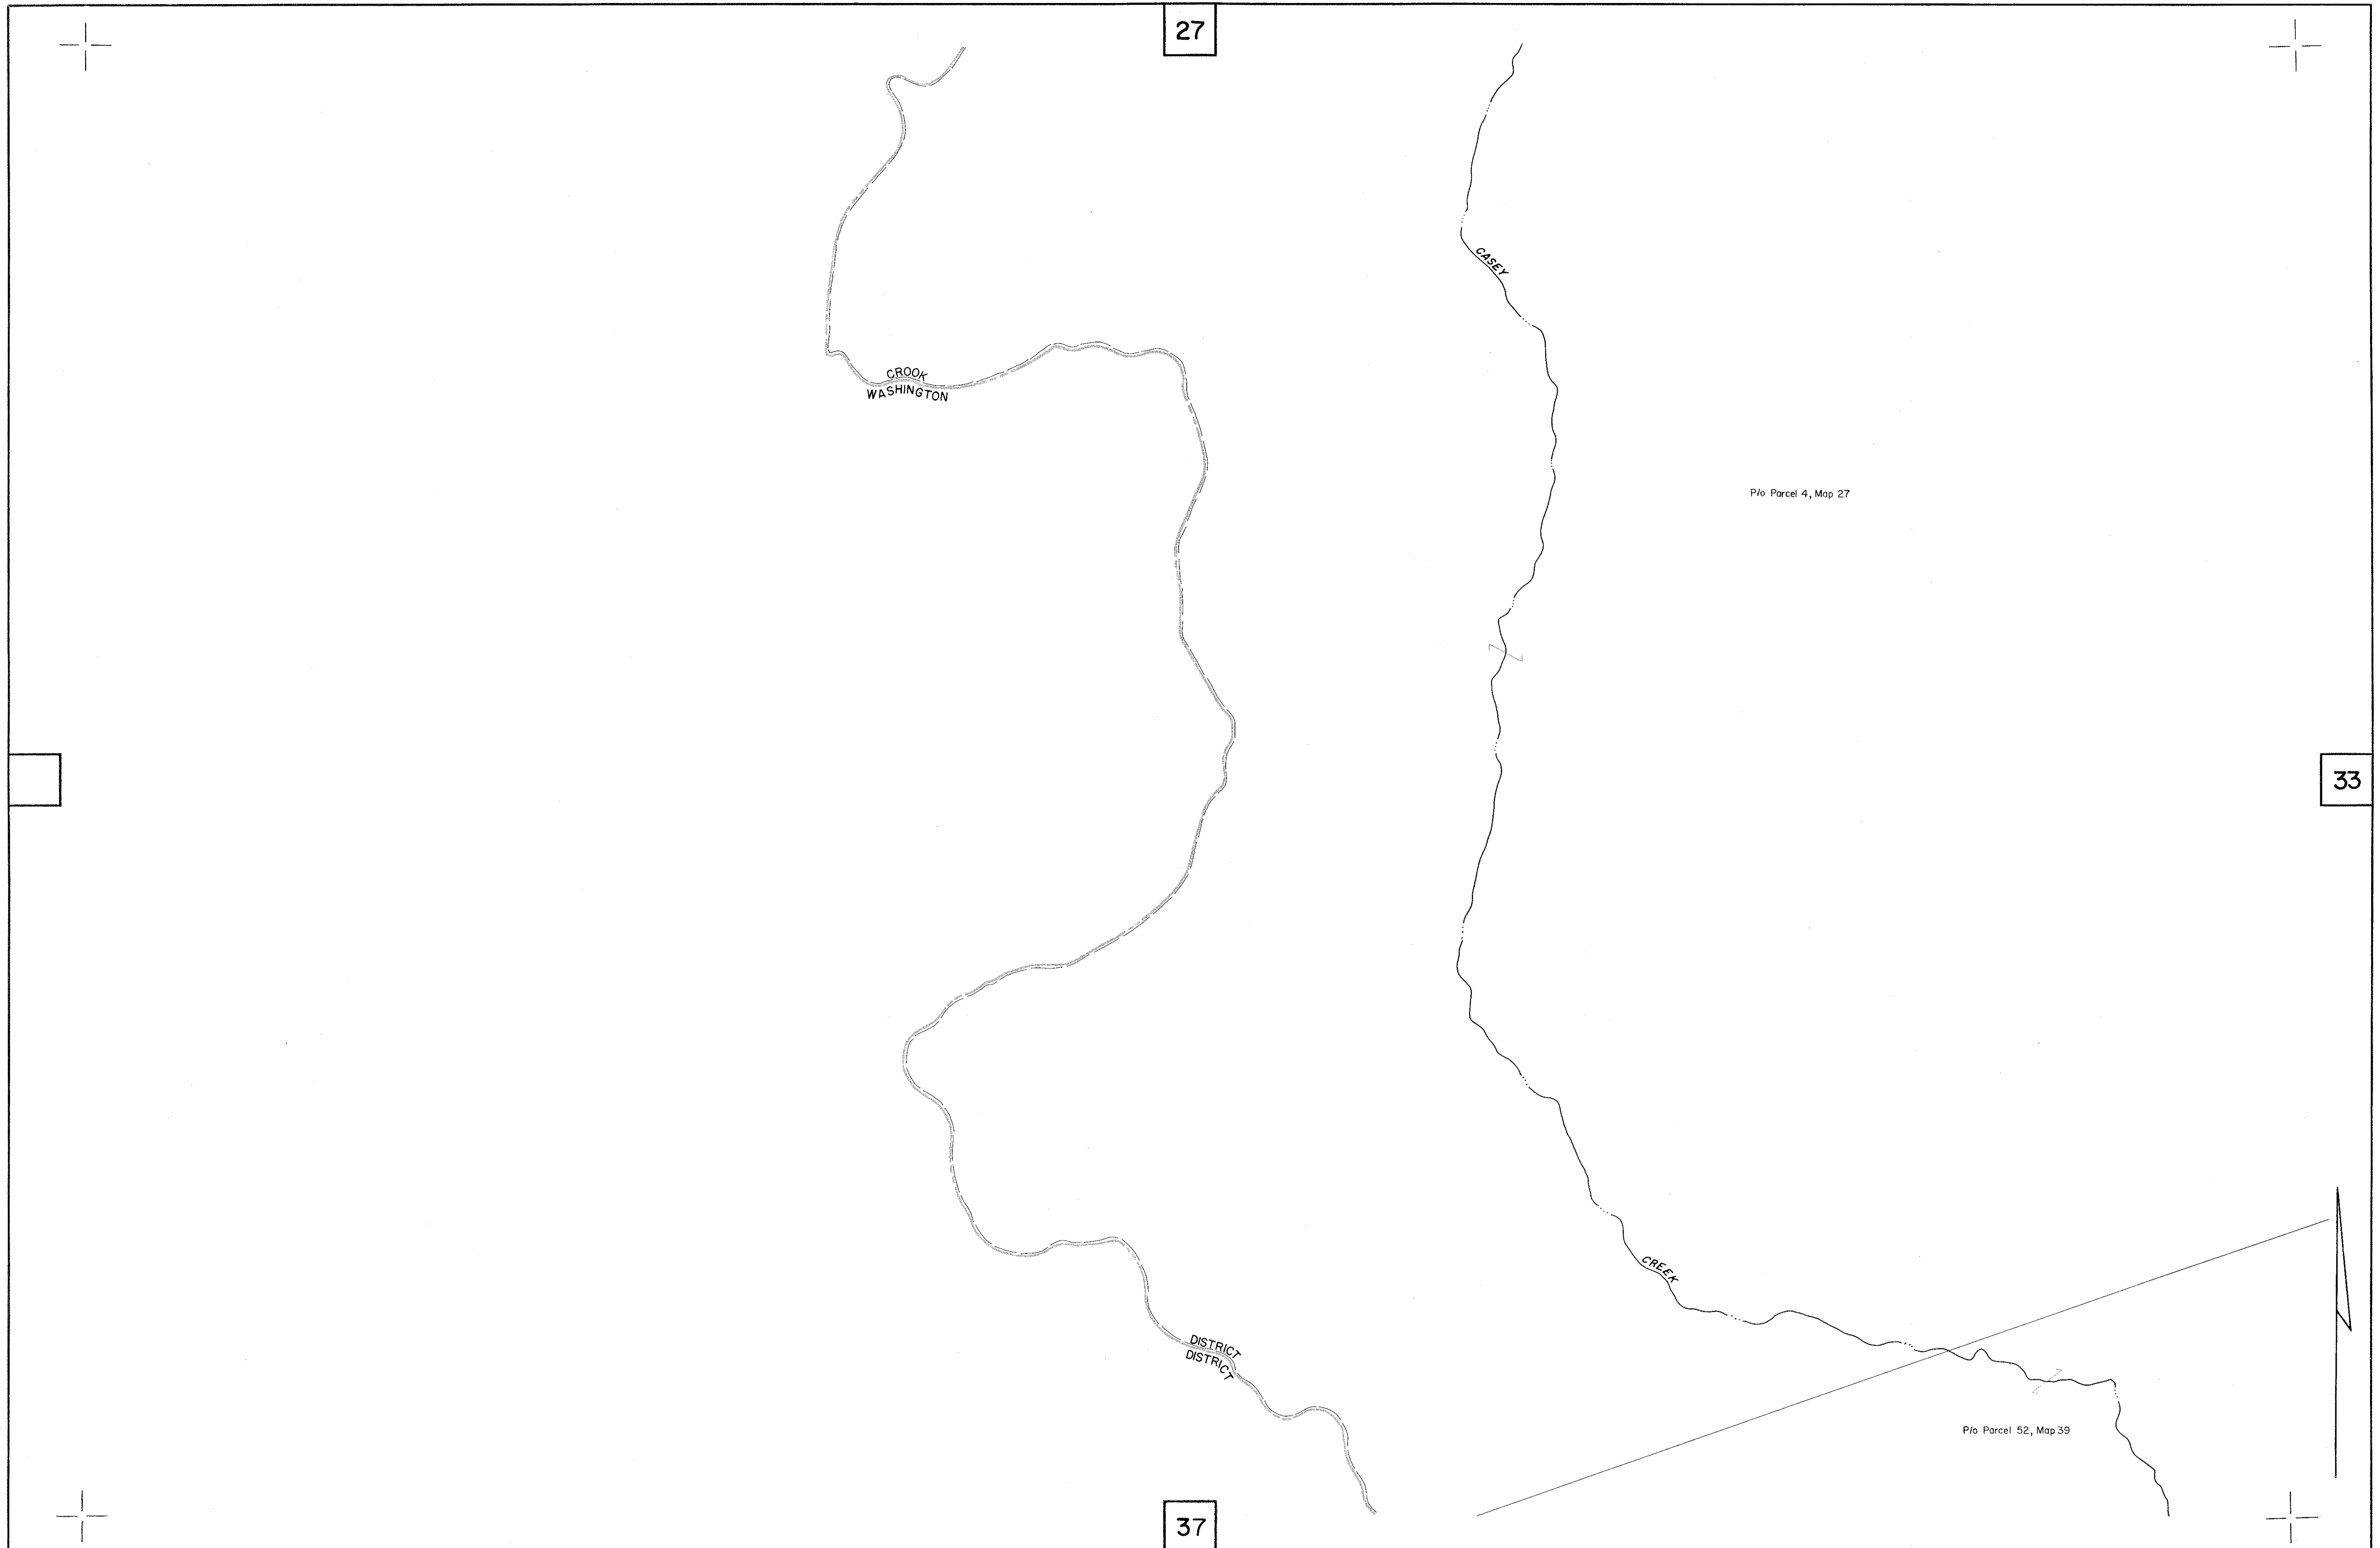 27
CASEY
CROOK
WASHINGTON
P/o Parcel 4, Map 27
33
CREEK
DISTRICT
DISTRICT
P/o Parcel 52, Map 39
37